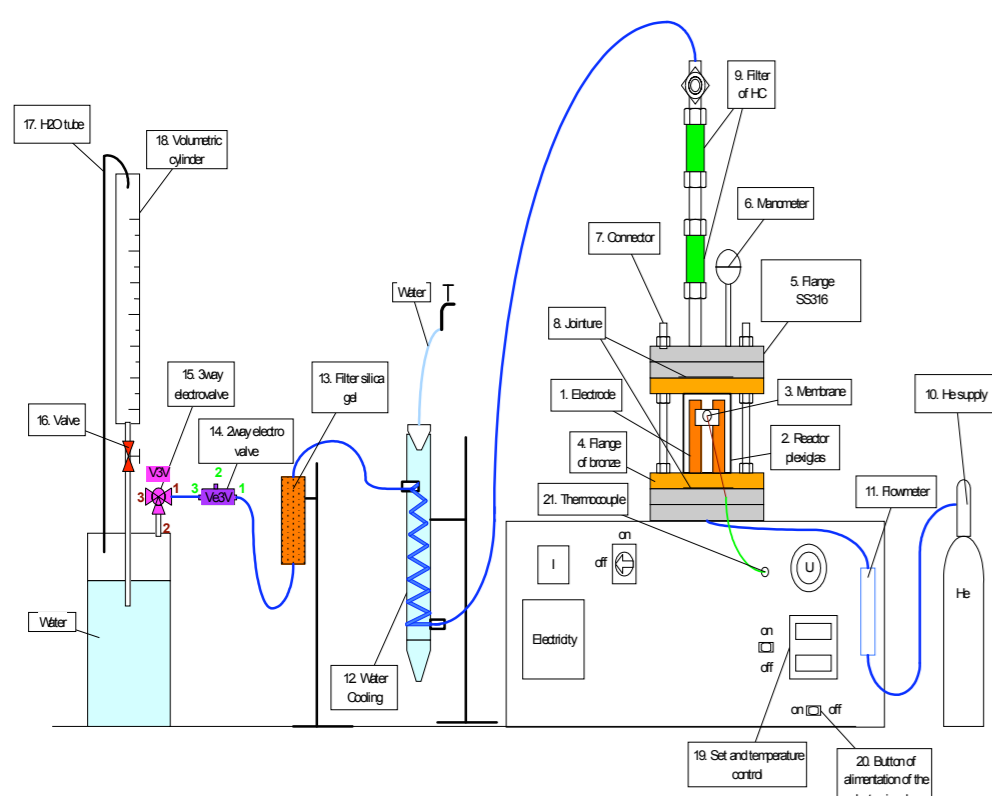 17. H2O tube
18. Volumetric
cylinder
9. Filter
of HC
6. Manometer
7. Connector
5. Flange
SS316
Water
8. Jointure
15. 3way
electrovalve
13. Filter silica
gel
1. Electrode
3. Membrane
10. He supply
16. Valve
14. 2way electro
valve
4. Flange
of bronze
2. Reactor
plexiglas
V3V
2
3
1
3
Ve3V
1
2
21. Thermocouple
11. Flowmeter
on
off
I
U
He
Water
Electricity
on
off
12. Water
Cooling
on
off
19. Set and temperature
control
20. Button of
alimentation of the